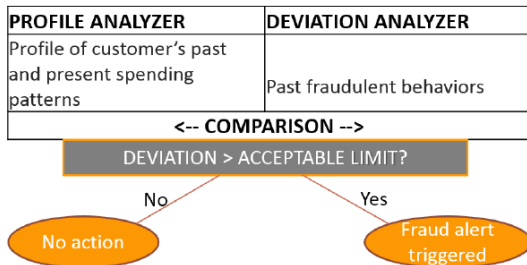 PROFILE ANALYZER
DEVIATION ANALYZER
Profile of customer's past
and present spending
patterns
Past fraudulent behaviors
<-- COMPARISON -->
DEVIATION > ACCEPTABLE LIMIT?
No
Yes
No action
Fraud alert
triggered